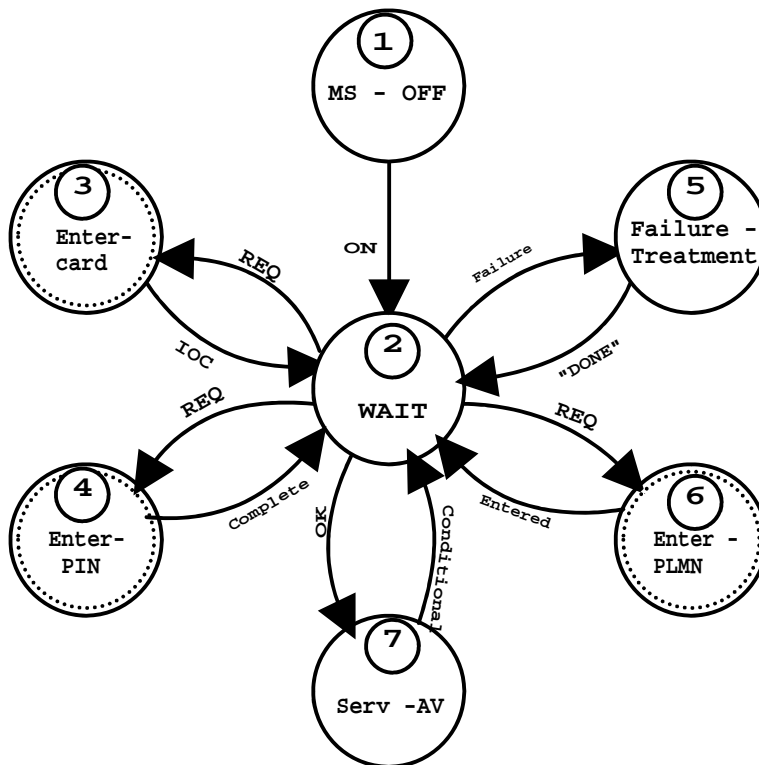 1
MS - OFF
3
Enter-
card
5
Failure -
Treatment
ON
REQ
Failure
IOC
"DONE"
2
WAIT
REQ
REQ
4
Enter-
PIN
Complete
OK
Conditional
Entered
6
Enter -
PLMN
7
Serv -AV